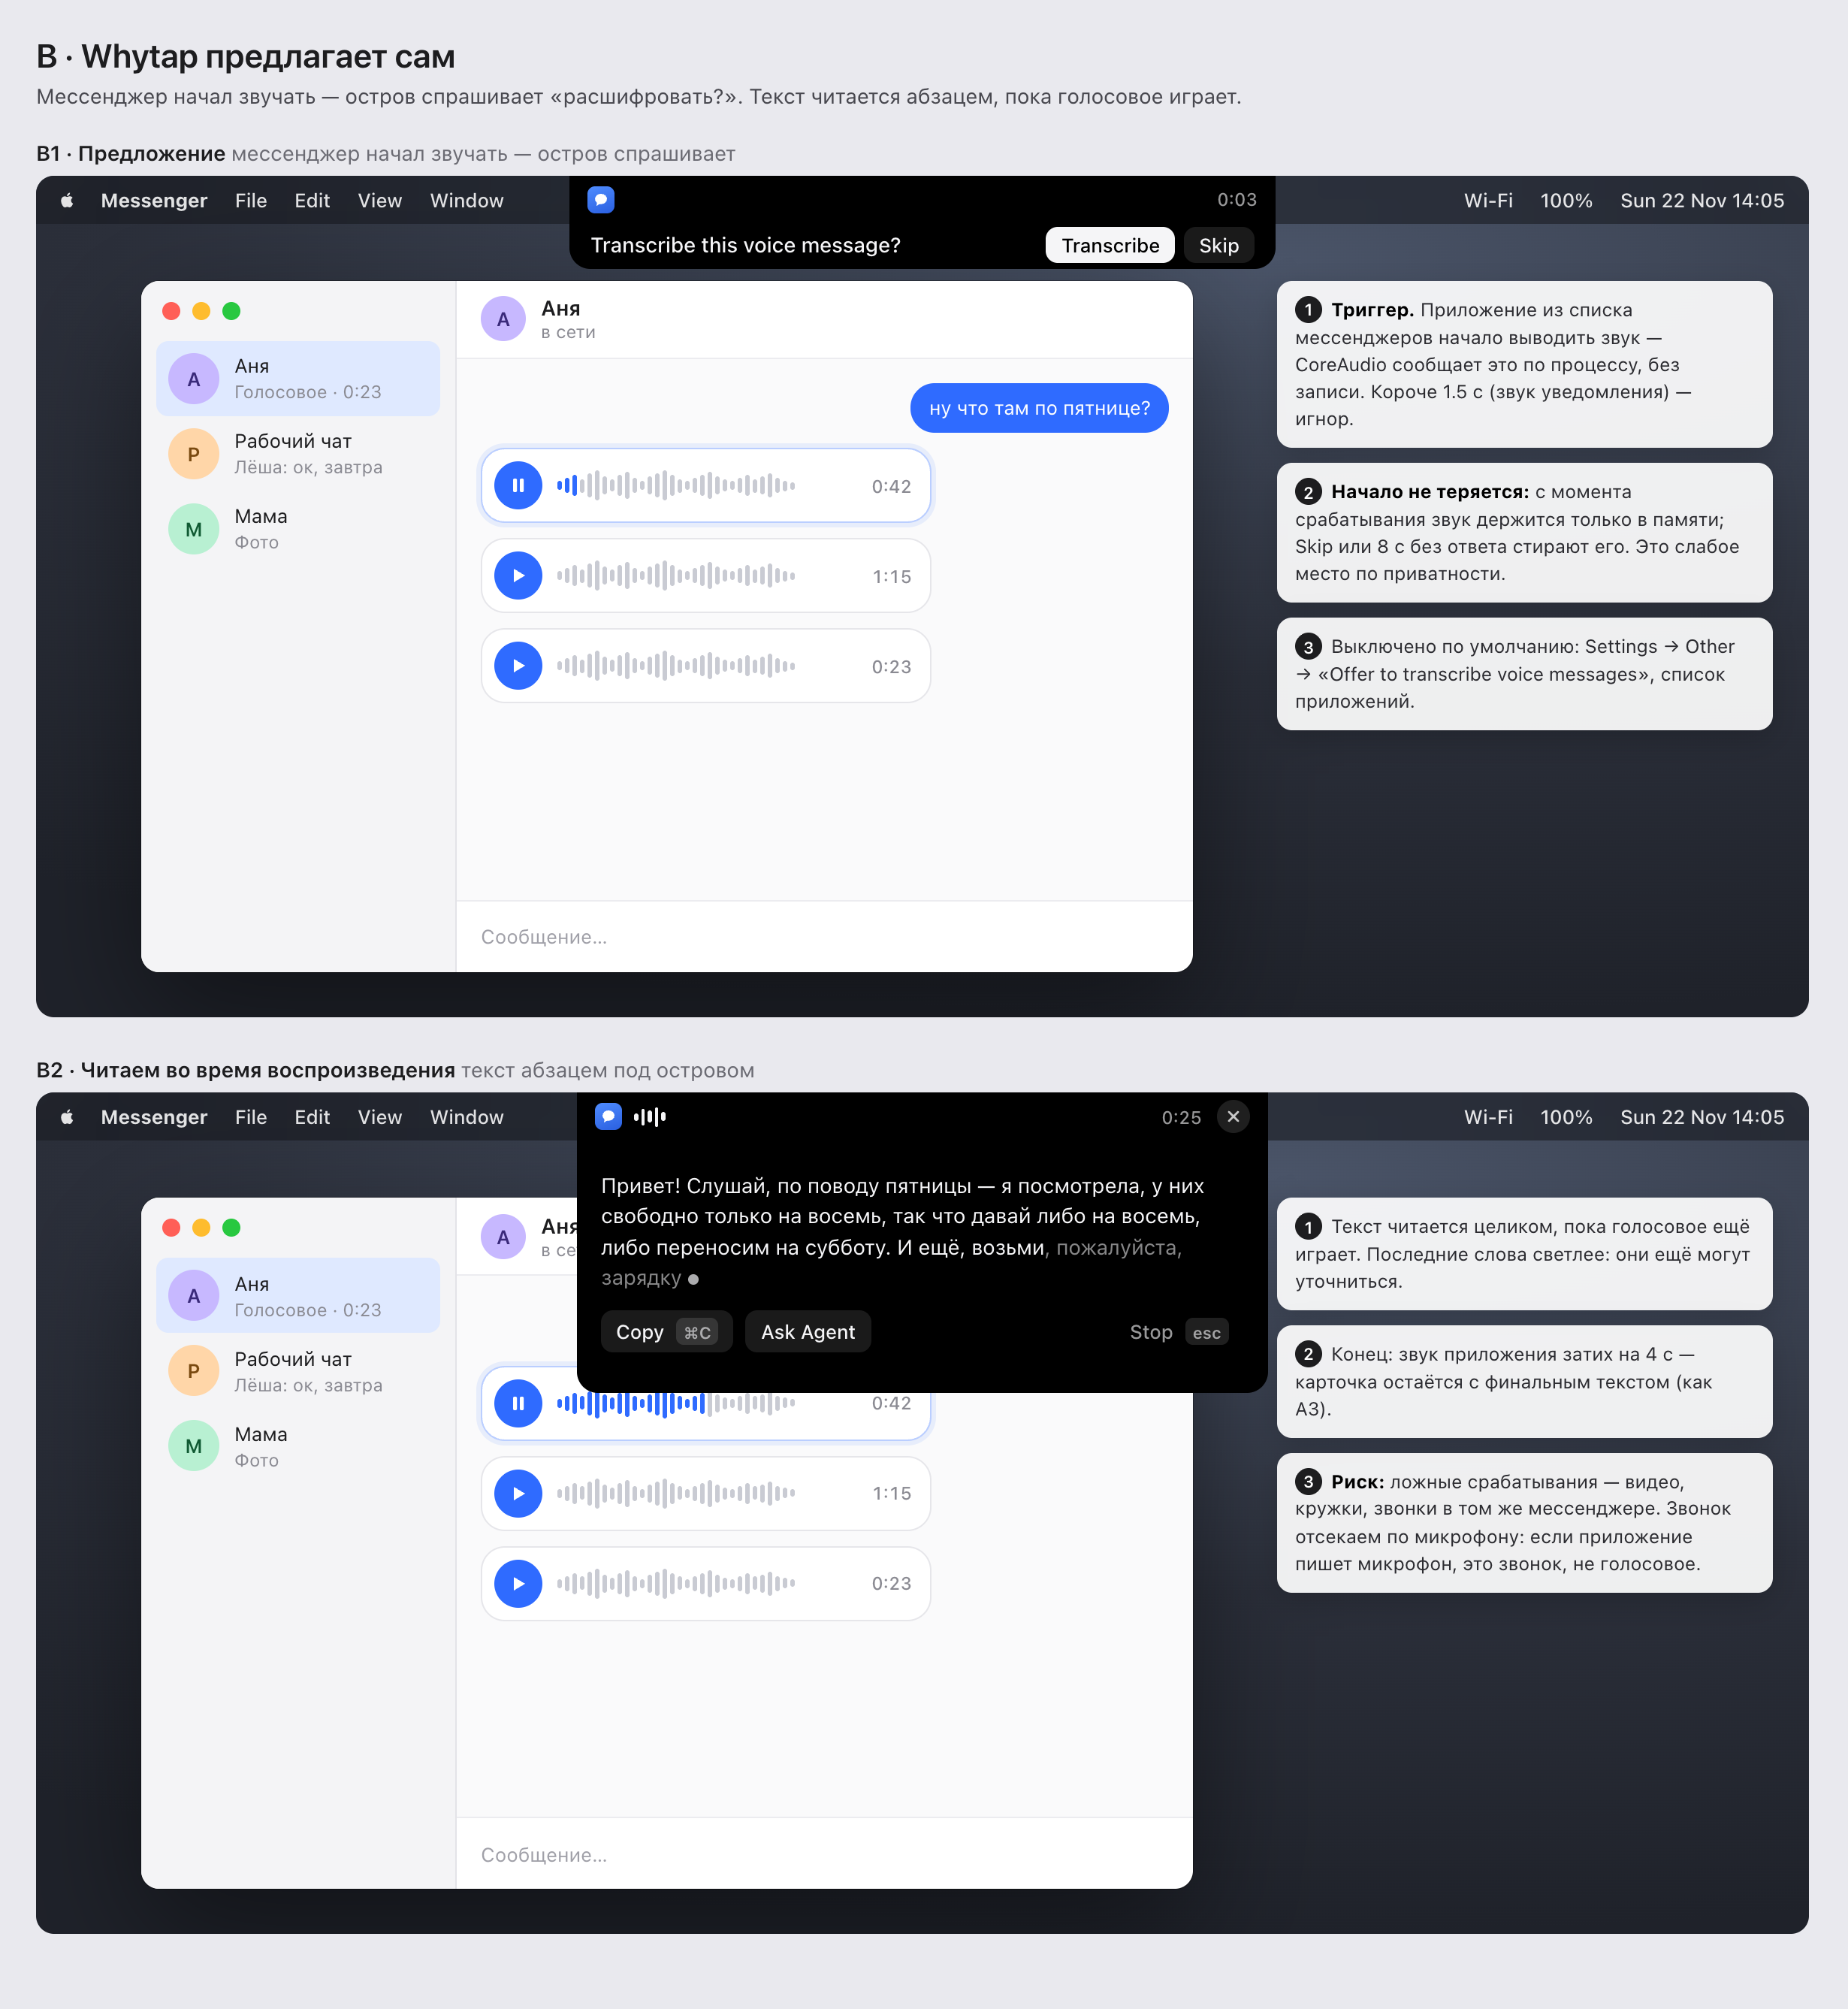 B · Whytap предлагает сам
Мессенджер начал звучать — остров спрашивает «расшифровать?». Текст читается абзацем, пока голосовое играет.
B1 · Предложение мессенджер начал звучать — остров спрашивает
Messenger File Edit View Window
0:03
Wi-Fi 100% Sun 22 Nov 14:05
Transcribe this voice message?
Transcribe
Skip
А
Аня
Голосовое · 0:23
Р
Рабочий чат
Лёша: ок, завтра
М
Мама
Фото
А
Аня
в сети
ну что там по пятнице?
0:42
1:15
0:23
Сообщение...
1 Триггер. Приложение из списка
мессенджеров начало выводить звук —
CoreAudio сообщает это по процессу, без
записи. Короче 1.5 с (звук уведомления) —
игнор.
2 Начало не теряется: с момента
срабатывания звук держится только в памяти;
Skip или 8 с без ответа стирают его. Это слабое
место по приватности.
3 Выключено по умолчанию: Settings → Other
→ «Offer to transcribe voice messages», список
приложений.
B2 · Читаем во время воспроизведения текст абзацем под островом
Messenger File Edit View Window
0:25
Wi-Fi 100% Sun 22 Nov 14:05
Привет! Слушай, по поводу пятницы — я посмотрела, у них
свободно только на восемь, так что давай либо на восемь,
либо переносим на субботу. И ещё, возьми, пожалуйста,
зарядку
Copy ⌘C
Ask Agent
Stop esc
А
Аня
Голосовое · 0:23
Р
Рабочий чат
Лёша: ок, завтра
М
Мама
Фото
А
Аня
в се
0:42
1:15
0:23
Сообщение...
1 Текст читается целиком, пока голосовое ещё
играет. Последние слова светлее: они ещё могут
уточниться.
2 Конец: звук приложения затих на 4 с —
карточка остаётся с финальным текстом (как
A3).
3 Риск: ложные срабатывания — видео,
кружки, звонки в том же мессенджере. Звонок
отсекаем по микрофону: если приложение
пишет микрофон, это звонок, не голосовое.